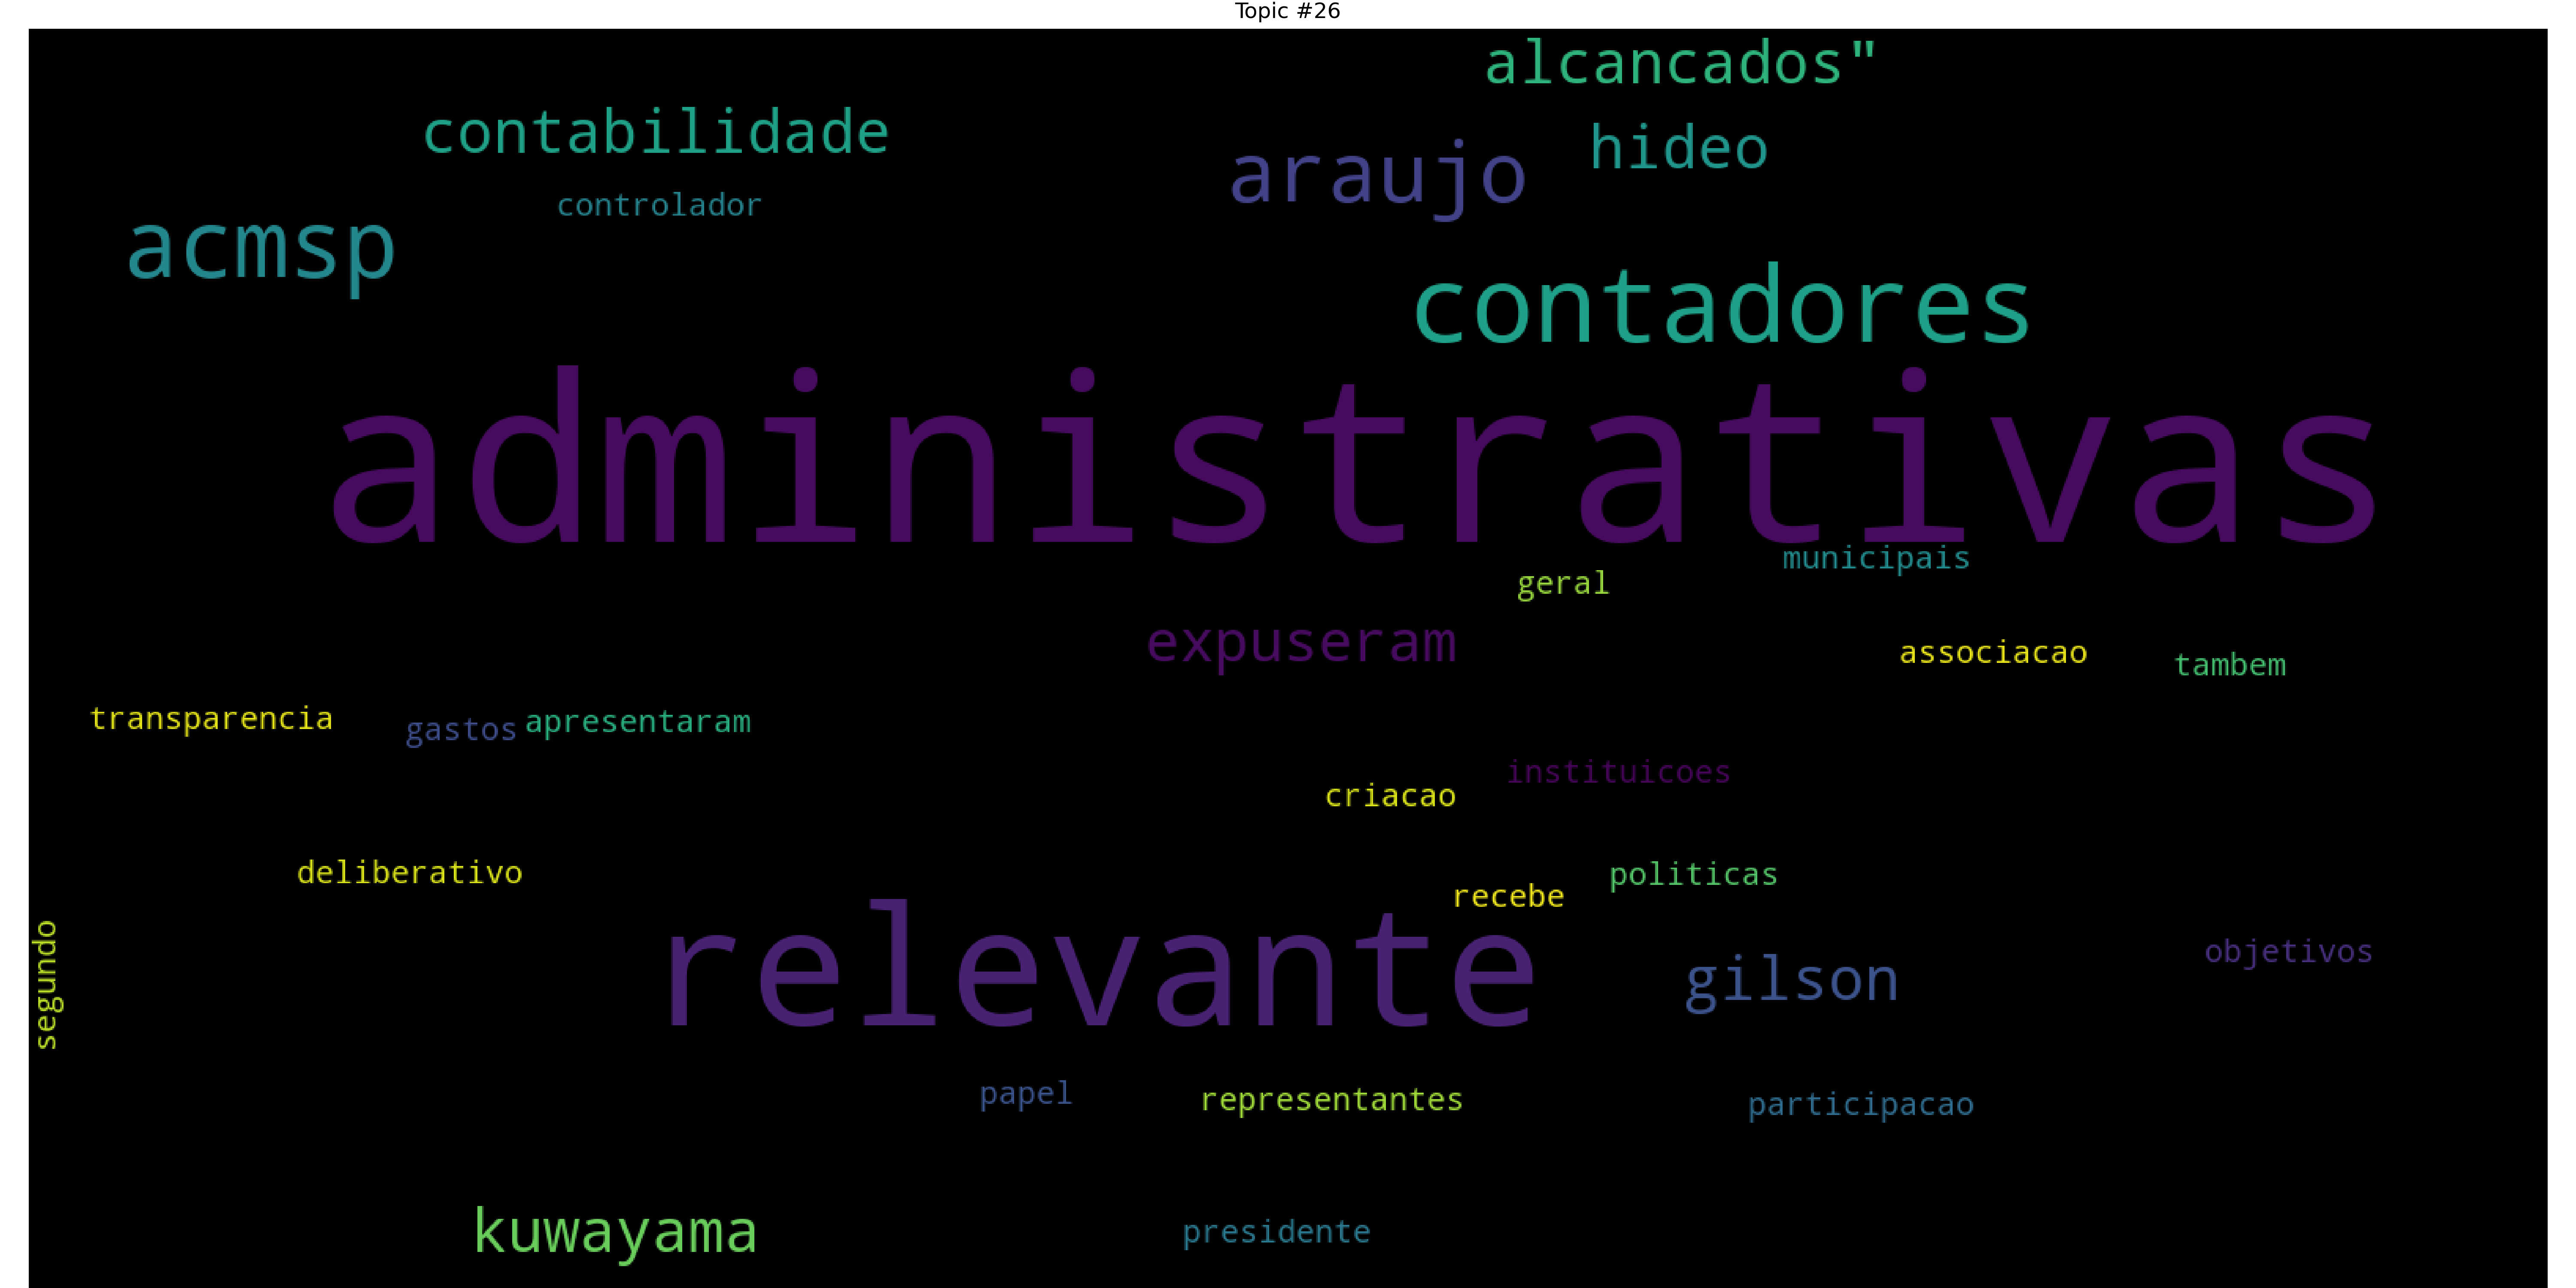 Topic #26
alcancados"
contabilidade
hideo
araujo
controlador
acmsp
contadores
administrativas
municipais
geral
expuseram
associacao
tambem
transparencia
gastos
apresentaram
instituicoes
criacao
deliberativo
politicas
recebe
relevante
segundo
gilson
objetivos
papel
representantes
participacao
kuwayama
presidente